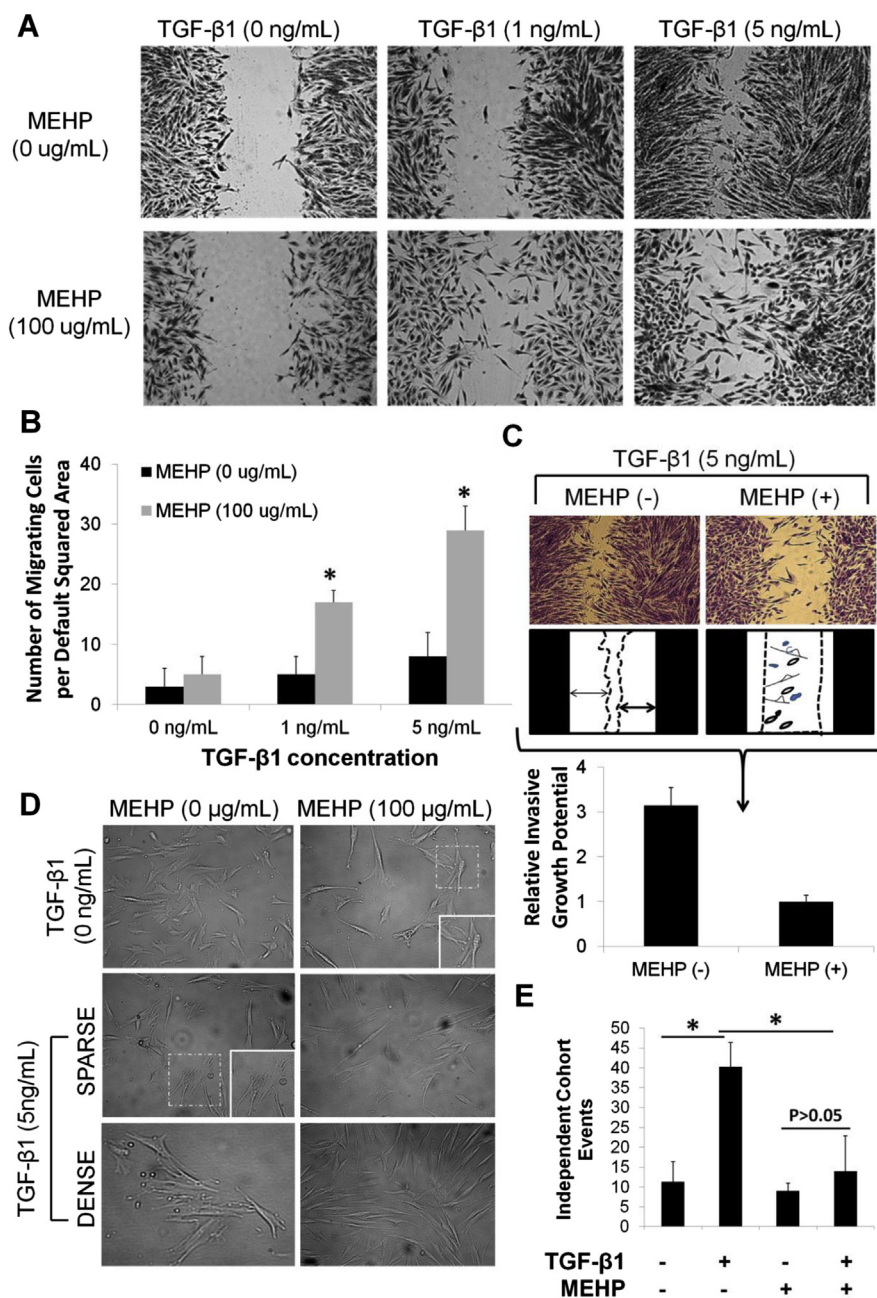 A
TGF-β1 (0 ng/mL)
TGF-β1 (1 ng/mL)
TGF-β1 (5 ng/mL)
MEHP
(0 ug/mL)
MEHP
(100 ug/mL)
B
Number of Migrating Cells
per Default Squared Area
40
30
20
10
0
MEHP (0 ug/mL)
MEHP (100 ug/mL)
*
*
0 ng/mL
1 ng/mL
5 ng/mL
TGF-β1 concentration
C
TGF-β1 (5 ng/mL)
MEHP (-)
MEHP (+)
Relative Invasive
Growth Potential
4
3
2
1
0
MEHP (-)
MEHP (+)
D
MEHP (0 µg/mL)
MEHP (100 µg/mL)
TGF-β1
(0 ng/mL)
TGF-β1 (5ng/mL)
SPARSE
DENSE
E
Independent Cohort
Events
50
45
40
35
30
25
20
15
10
5
0
*
*
P>0.05
TGF-β1 - + - +
MEHP - - + +